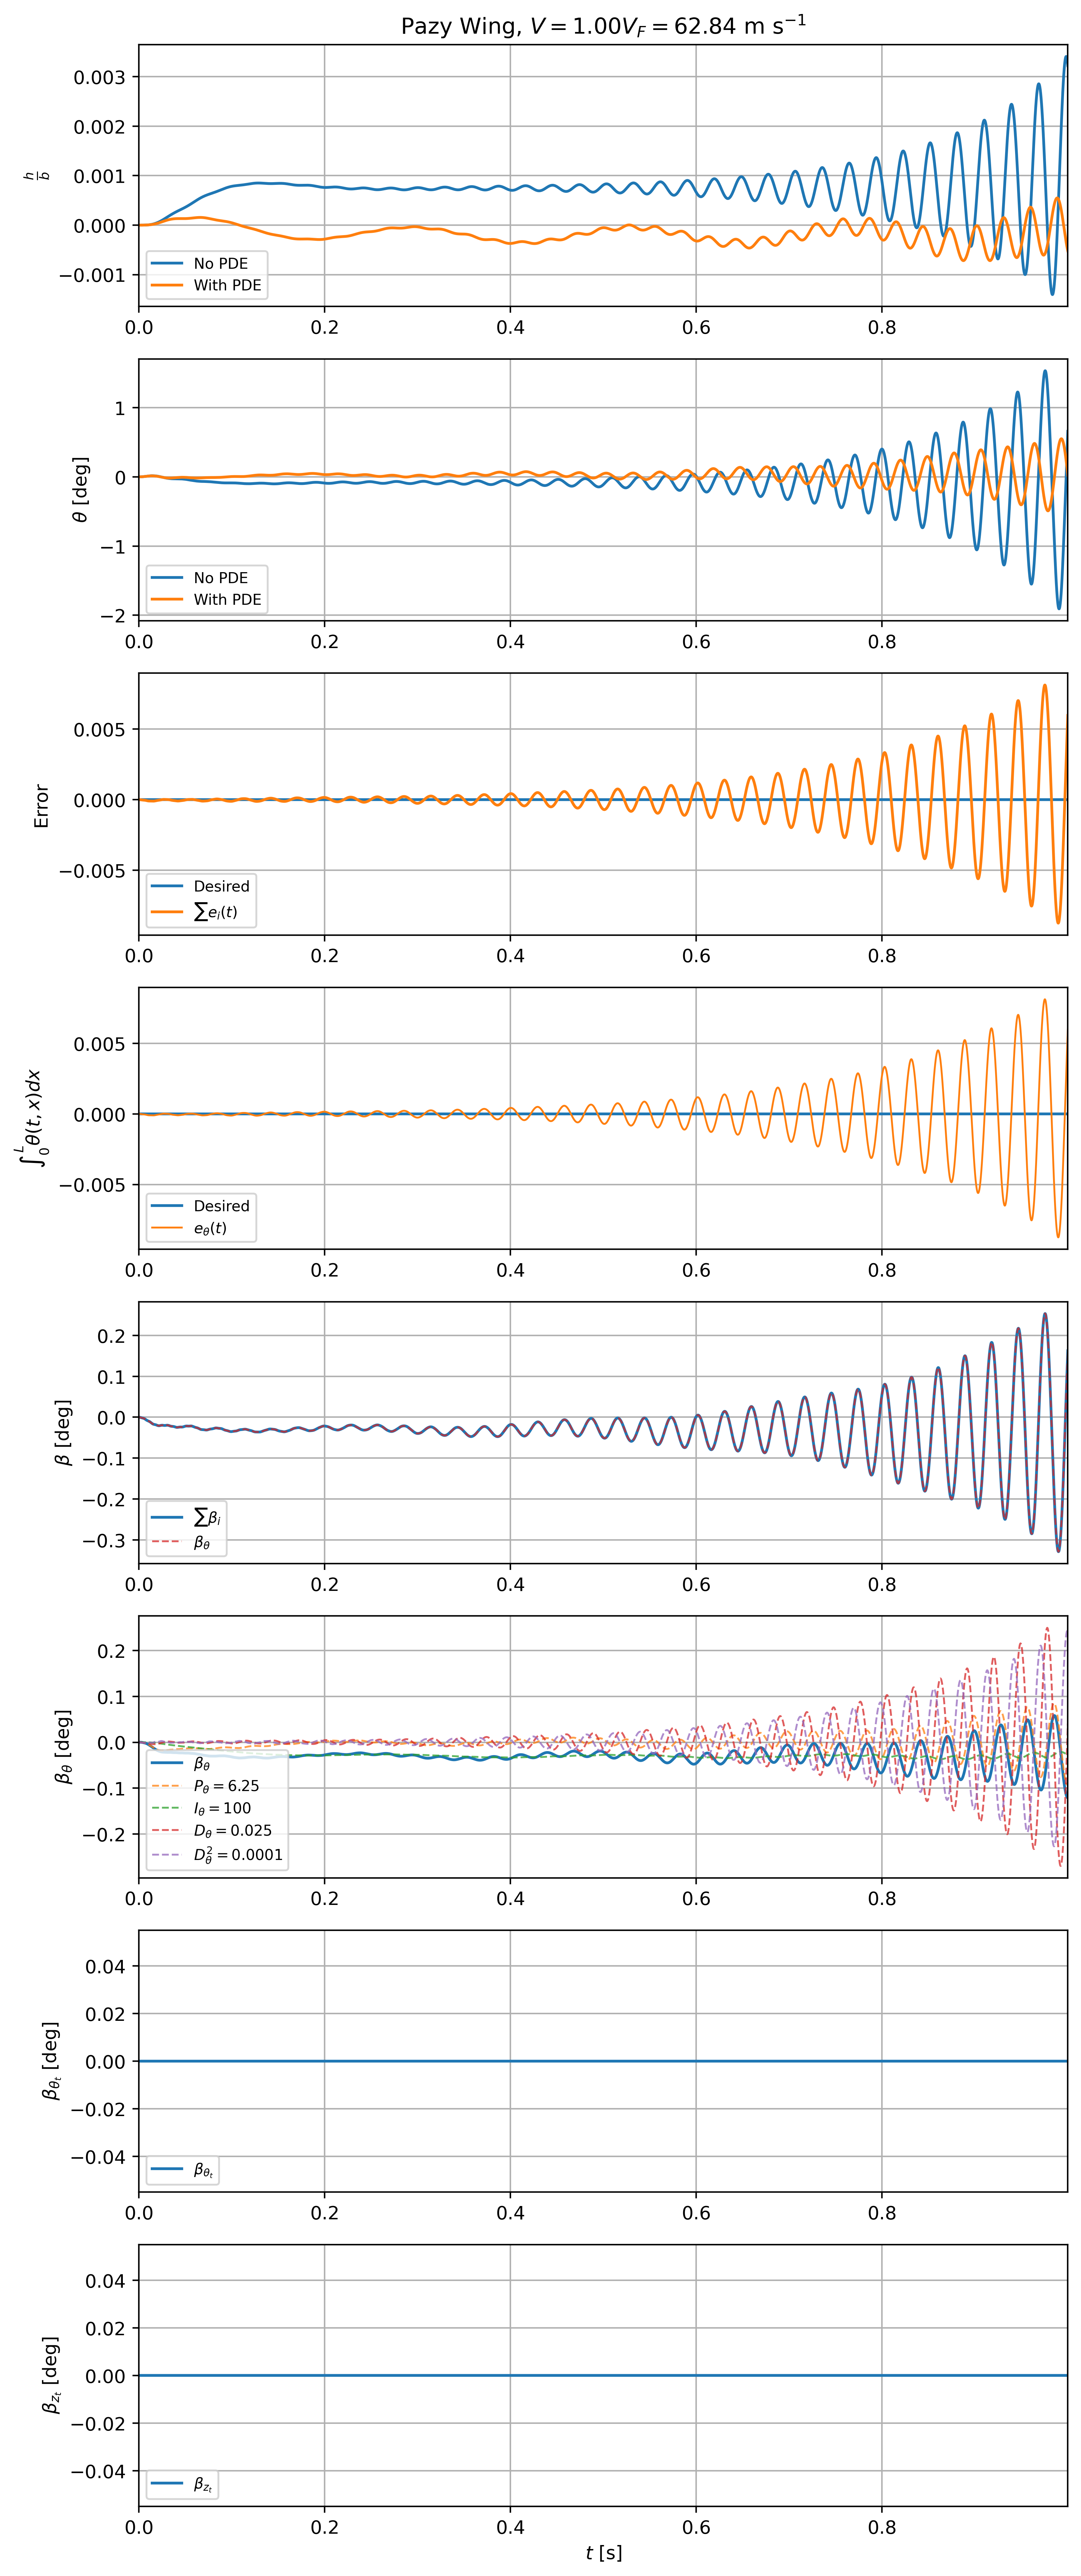 Pazy Wing, V = 1.00V_F = 62.84 m s⁻¹
h/b
0.003
0.002
0.001
0.000
−0.001
No PDE
With PDE
0.0 0.2 0.4 0.6 0.8
θ [deg]
1
0
−1
−2
No PDE
With PDE
0.0 0.2 0.4 0.6 0.8
Error
0.005
0.000
−0.005
Desired
∑e_i(t)
0.0 0.2 0.4 0.6 0.8
∫₀ᴸ θ(t, x)dx
0.005
0.000
−0.005
Desired
e_θ(t)
0.0 0.2 0.4 0.6 0.8
β [deg]
0.2
0.1
0.0
−0.1
−0.2
−0.3
∑β_i
β_θ
0.0 0.2 0.4 0.6 0.8
β_θ [deg]
0.2
0.1
0.0
−0.1
−0.2
β_θ
P_θ = 6.25
I_θ = 100
D_θ = 0.025
D²_θ = 0.0001
0.0 0.2 0.4 0.6 0.8
β_θₜ [deg]
0.04
0.02
0.00
−0.02
−0.04
β_θₜ
0.0 0.2 0.4 0.6 0.8
β_zₜ [deg]
0.04
0.02
0.00
−0.02
−0.04
β_zₜ
0.0 0.2 0.4 0.6 0.8
t [s]